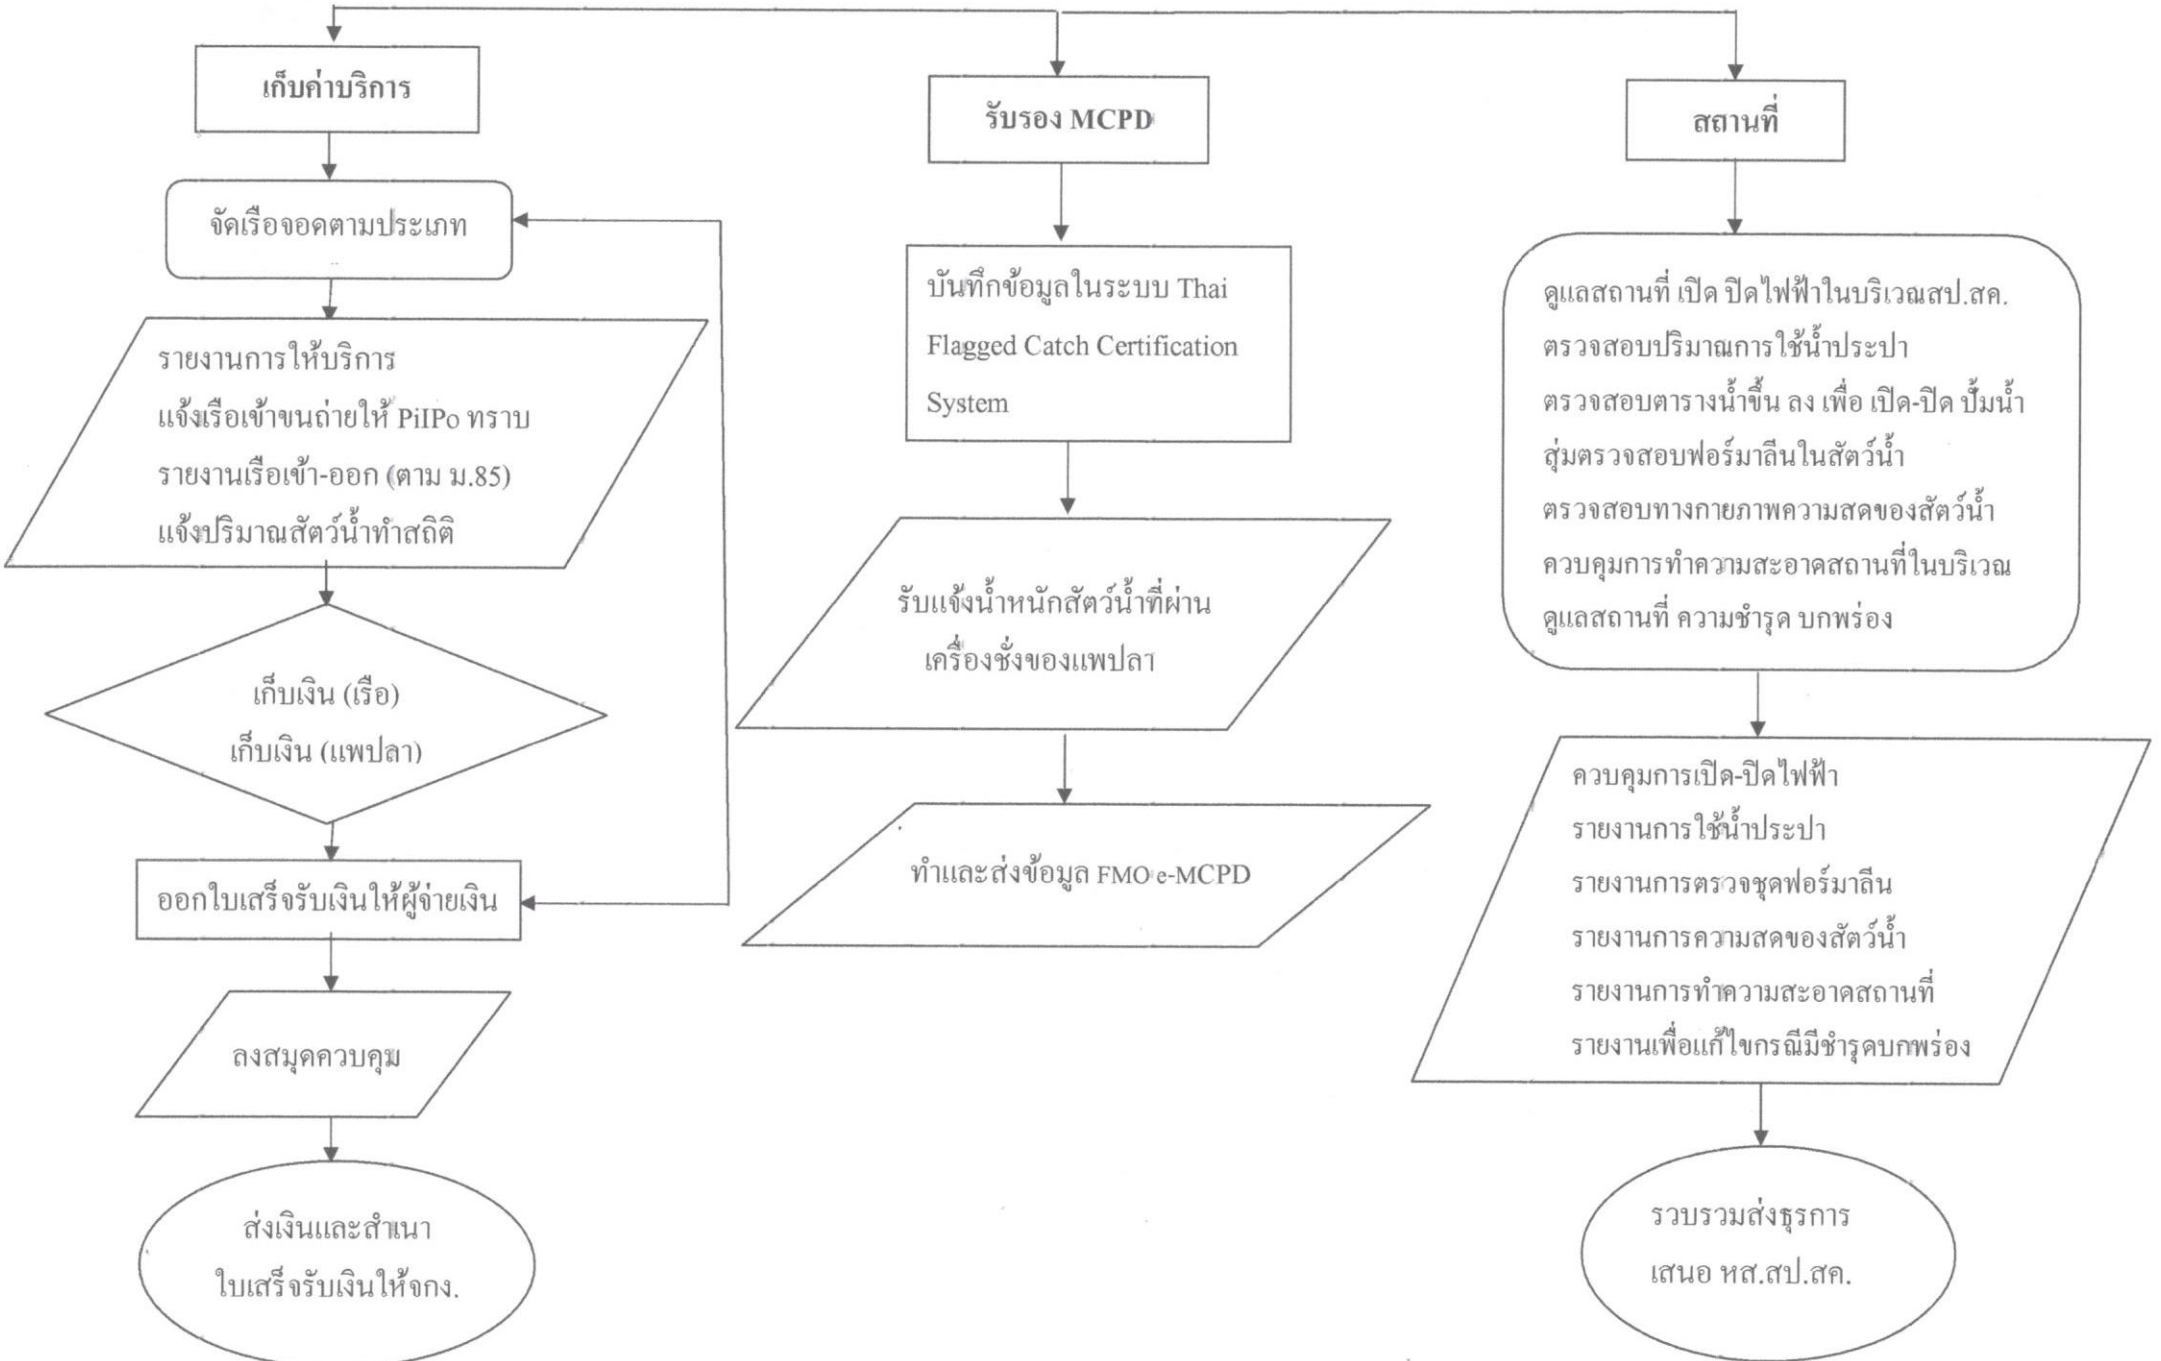 เก็บค่าบริการ
จัดเรือจอดตามประเภท
รายงานการให้บริการ
แจ้งเรือเข้าขนถ่ายให้ PiIPo ทราบ
รายงานเรือเข้า-ออก (ตาม ม.85)
แจ้งปริมาณสัตว์น้ำทำสถิติ
เก็บเงิน (เรือ)
เก็บเงิน (แพปลา)
ออกใบเสร็จรับเงินให้ผู้จ่ายเงิน
ลงสมุดควบคุม
ส่งเงินและสำเนา
ใบเสร็จรับเงินให้จกง.
รับรอง MCPD
บันทึกข้อมูลในระบบ Thai
Flagged Catch Certification
System
รับแจ้งน้ำหนักสัตว์น้ำที่ผ่าน
เครื่องชั่งของแพปลา
ทำและส่งข้อมูล FMO e-MCPD
สถานที่
ดูแลสถานที่ เปิด ปิดไฟฟ้าในบริเวณสป.สค.
ตรวจสอบปริมาณการใช้น้ำประปา
ตรวจสอบตารางน้ำขึ้น ลง เพื่อ เปิด-ปิด ปั้มน้ำ
สุ่มตรวจสอบฟอร์มาลีนในสัตว์น้ำ
ตรวจสอบทางกายภาพความสดของสัตว์น้ำ
ควบคุมการทำความสะอาดสถานที่ในบริเวณ
ดูแลสถานที่ ความชำรุด บกพร่อง
ควบคุมการเปิด-ปิดไฟฟ้า
รายงานการใช้น้ำประปา
รายงานการตรวจชุดฟอร์มาลีน
รายงานการความสดของสัตว์น้ำ
รายงานการทำความสะอาดสถานที่
รายงานเพื่อแก้ไขกรณีมีชำรุดบกพร่อง
รวบรวมส่งธุรการ
เสนอ หส.สป.สค.